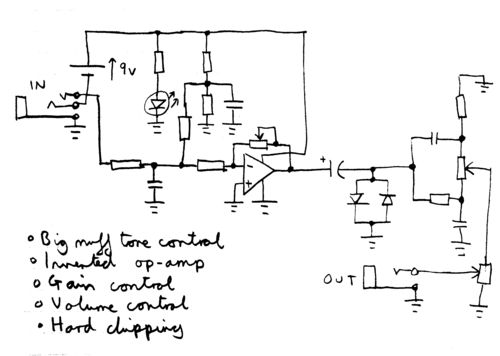 9V
IN
+
-
+
OUT
Big muff tone control
Inverted op-amp
Gain control
Volume control
Hard clipping